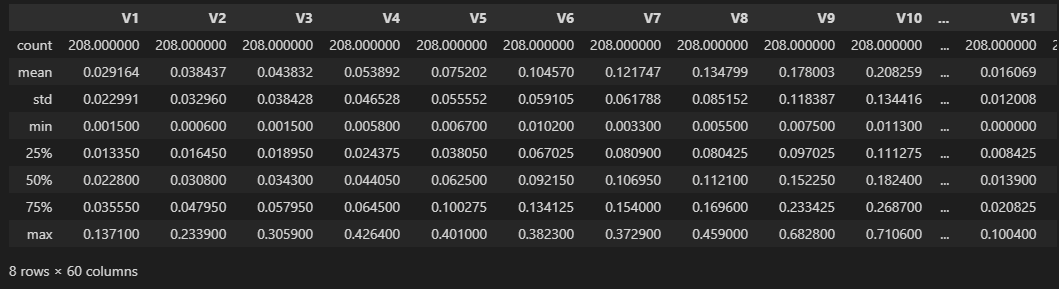 V1 V2 V3 V4 V5 V6 V7 V8 V9 V10 ... V51
count 208.000000 208.000000 208.000000 208.000000 208.000000 208.000000 208.000000 208.000000 208.000000 208.000000 ... 208.000000 2
mean 0.029164 0.038437 0.043832 0.053892 0.075202 0.104570 0.121747 0.134799 0.178003 0.208259 ... 0.016069
std 0.022991 0.032960 0.038428 0.046528 0.055552 0.059105 0.061788 0.085152 0.118387 0.134416 ... 0.012008
min 0.001500 0.000600 0.001500 0.005800 0.006700 0.010200 0.003300 0.005500 0.007500 0.011300 ... 0.000000
25% 0.013350 0.016450 0.018950 0.024375 0.038050 0.067025 0.080900 0.080425 0.097025 0.111275 ... 0.008425
50% 0.022800 0.030800 0.034300 0.044050 0.062500 0.092150 0.106950 0.112100 0.152250 0.182400 ... 0.013900
75% 0.035550 0.047950 0.057950 0.064500 0.100275 0.134125 0.154000 0.169600 0.233425 0.268700 ... 0.020825
max 0.137100 0.233900 0.305900 0.426400 0.401000 0.382300 0.372900 0.459000 0.682800 0.710600 ... 0.100400
8 rows × 60 columns